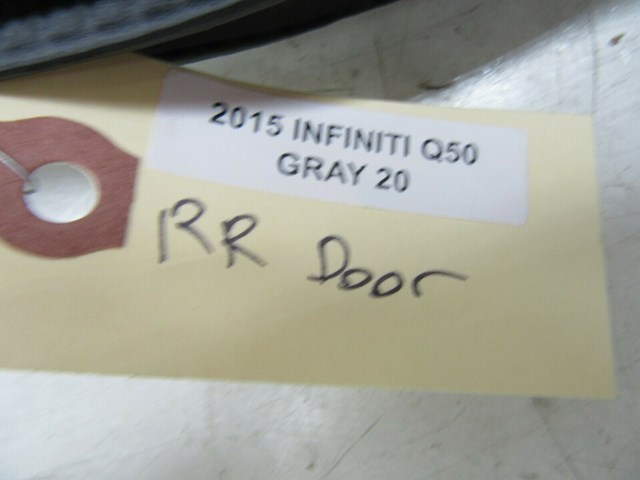 2015 INFINITI Q50
GRAY 20
RR Door